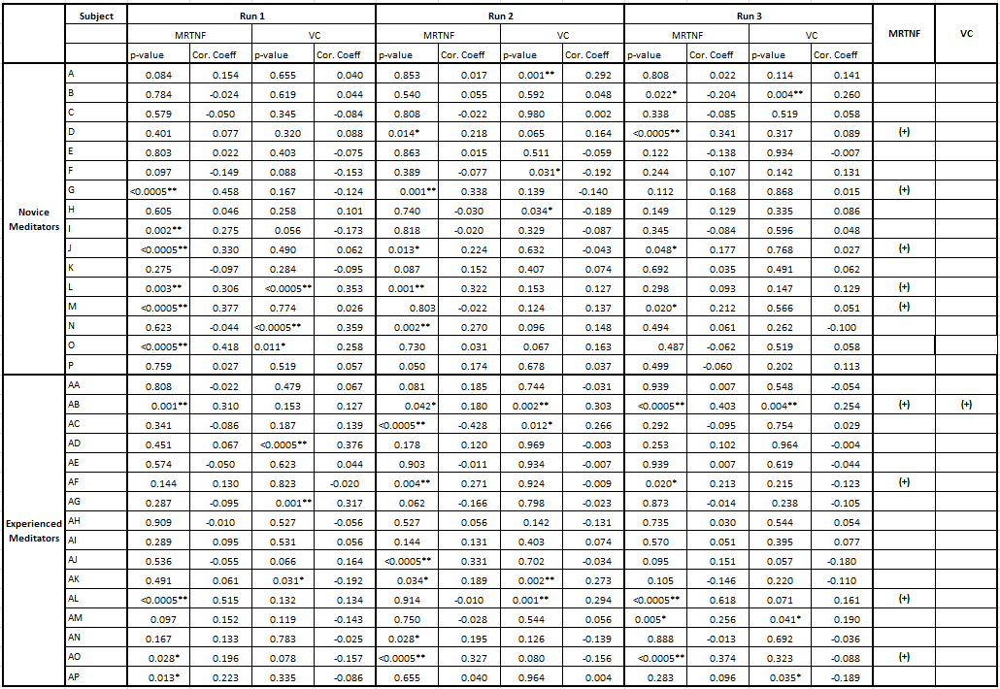 Subject Run 1 Run 2 Run 3
MRTNF VC MRTNF VC MRTNF VC MRTNF VC
p-value Cor. Coeff p-value Cor. Coeff p-value Cor. Coeff p-value Cor. Coeff p-value Cor. Coeff p-value Cor. Coeff
Novice Meditators
A 0.084 0.154 0.655 0.040 0.853 0.017 0.001** 0.292 0.808 0.022 0.114 0.141
B 0.784 -0.024 0.619 0.044 0.540 0.055 0.592 0.048 0.022* -0.204 0.004** 0.260
C 0.579 -0.050 0.345 -0.084 0.808 -0.022 0.980 0.002 0.338 -0.085 0.519 0.058
D 0.401 0.077 0.320 0.088 0.014* 0.218 0.065 0.164 <0.0005** 0.341 0.317 0.089 (+)
E 0.803 0.022 0.403 -0.075 0.863 0.015 0.511 -0.059 0.122 -0.138 0.934 -0.007
F 0.097 -0.149 0.088 -0.153 0.389 -0.077 0.031* -0.192 0.244 0.107 0.142 0.131
G <0.0005** 0.458 0.167 -0.124 0.001** 0.338 0.139 -0.140 0.112 0.168 0.868 0.015 (+)
H 0.605 0.046 0.258 0.101 0.740 -0.030 0.034* -0.189 0.149 0.129 0.335 0.086
I 0.002** 0.275 0.056 -0.173 0.818 -0.020 0.329 -0.087 0.345 -0.084 0.596 0.048
J <0.0005** 0.330 0.490 0.062 0.013* 0.224 0.632 -0.043 0.048* 0.177 0.768 0.027 (+)
K 0.275 -0.097 0.284 -0.095 0.087 0.152 0.407 0.074 0.692 0.035 0.491 0.062
L 0.003** 0.306 <0.0005** 0.353 0.001** 0.322 0.153 0.127 0.298 0.093 0.147 0.129 (+)
M <0.0005** 0.377 0.774 0.026 0.803 -0.022 0.124 0.137 0.020* 0.212 0.566 0.051 (+)
N 0.623 -0.044 <0.0005** 0.359 0.002** 0.270 0.096 0.148 0.494 0.061 0.262 -0.100
O <0.0005** 0.418 0.011* 0.258 0.730 0.031 0.067 0.163 0.487 -0.062 0.519 0.058
P 0.759 0.027 0.519 0.057 0.050 0.174 0.678 0.037 0.499 -0.060 0.202 0.113
Experienced Meditators
AA 0.808 -0.022 0.479 0.067 0.081 0.185 0.744 -0.031 0.939 0.007 0.548 -0.054
AB 0.001** 0.310 0.153 0.127 0.042* 0.180 0.002** 0.303 <0.0005** 0.403 0.004** 0.254 (+) (+)
AC 0.341 -0.086 0.187 0.139 <0.0005** -0.428 0.012* 0.266 0.292 -0.095 0.754 0.029
AD 0.451 0.067 <0.0005** 0.376 0.178 0.120 0.969 -0.003 0.253 0.102 0.964 -0.004
AE 0.574 -0.050 0.623 0.044 0.903 -0.011 0.934 -0.007 0.939 0.007 0.619 -0.044
AF 0.144 0.130 0.823 -0.020 0.004** 0.271 0.924 -0.009 0.020* 0.213 0.215 -0.123 (+)
AG 0.287 -0.095 0.001** 0.317 0.062 -0.166 0.798 -0.023 0.873 -0.014 0.238 -0.105
AH 0.909 -0.010 0.527 -0.056 0.527 0.056 0.142 -0.131 0.735 0.030 0.544 0.054
AI 0.289 0.095 0.531 0.056 0.144 0.131 0.403 0.074 0.570 0.051 0.395 0.077
AJ 0.536 -0.055 0.066 0.164 <0.0005** 0.331 0.702 -0.034 0.095 0.151 0.057 -0.180
AK 0.491 0.061 0.031* -0.192 0.034* 0.189 0.002** 0.273 0.105 -0.146 0.220 -0.110
AL <0.0005** 0.515 0.132 0.134 0.914 -0.010 0.001** 0.294 <0.0005** 0.618 0.071 0.161 (+)
AM 0.097 0.152 0.119 -0.143 0.750 -0.028 0.544 0.056 0.005* 0.256 0.041* 0.190
AN 0.167 0.133 0.783 -0.025 0.028* 0.195 0.126 -0.139 0.888 -0.013 0.692 -0.036
AO 0.028* 0.196 0.078 -0.157 <0.0005** 0.327 0.080 -0.156 <0.0005** 0.374 0.323 -0.088 (+)
AP 0.013* 0.223 0.335 -0.086 0.655 0.040 0.964 0.004 0.283 0.096 0.035* -0.189